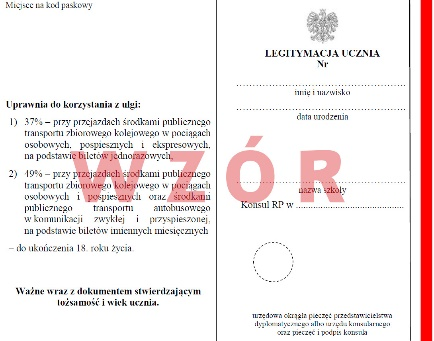 Miejsce na kod paskowy
Uprawnia do korzystania z ulgi:
1) 37% – przy przejazdach środkami publicznego
transportu zbiorowego kolejowego w pociągach
osobowych, pospiesznych i ekspresowych,
na podstawie biletów jednorazowych,
2) 49% – przy przejazdach środkami publicznego
transportu zbiorowego kolejowego w pociągach
osobowych i pospiesznych oraz środkami
publicznego transportu autobusowego
w komunikacji zwykłej i przyspieszonej,
na podstawie biletów imiennych miesięcznych
– do ukończenia 18. roku życia.
Ważne wraz z dokumentem stwierdzającym
tożsamość i wiek ucznia.
LEGITYMACJA UCZNIA
Nr
imię i nazwisko
data urodzenia
nazwa szkoły
Konsul RP w
urzędowa okrągła pieczęć przedstawicielstwa
dyplomatycznego albo urzędu konsularnego
oraz pieczęć i podpis konsula
WZÓR